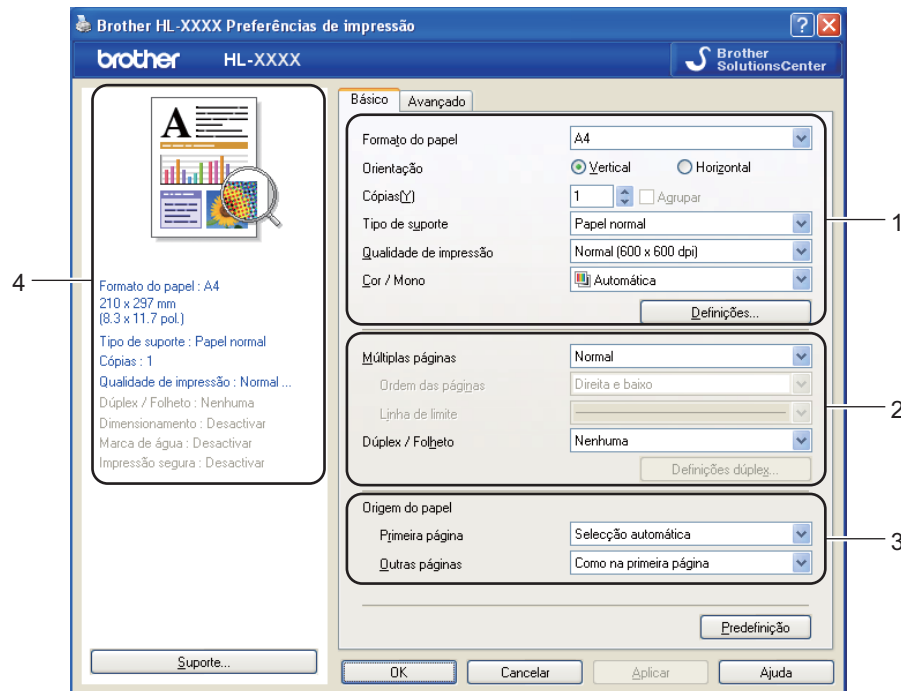 Brother HL-XXXX Preferências de impressão
brother HL-XXXX
Brother
SolutionsCenter
A
Formato do papel : A4
210 x 297 mm
(8.3 x 11.7 pol.)
Tipo de suporte : Papel normal
Cópias : 1
Qualidade de impressão : Normal ...
Dúplex / Folheto : Nenhuma
Dimensionamento : Desactivar
Marca de água : Desactivar
Impressão segura : Desactivar
Suporte...
4
Básico Avançado
Formato do papel A4
Orientação Vertical Horizontal
Cópias(Y) 1 Agrupar
Tipo de suporte Papel normal
Qualidade de impressão Normal (600 x 600 dpi)
Cor / Mono Automática
Definições...
1
Múltiplas páginas Normal
Ordem das páginas Direita e baixo
Linha de limite
Dúplex / Folheto Nenhuma
Definições dúplex...
2
Origem do papel
Primeira página Selecção automática
Outras páginas Como na primeira página
3
Predefinição
OK Cancelar Aplicar Ajuda